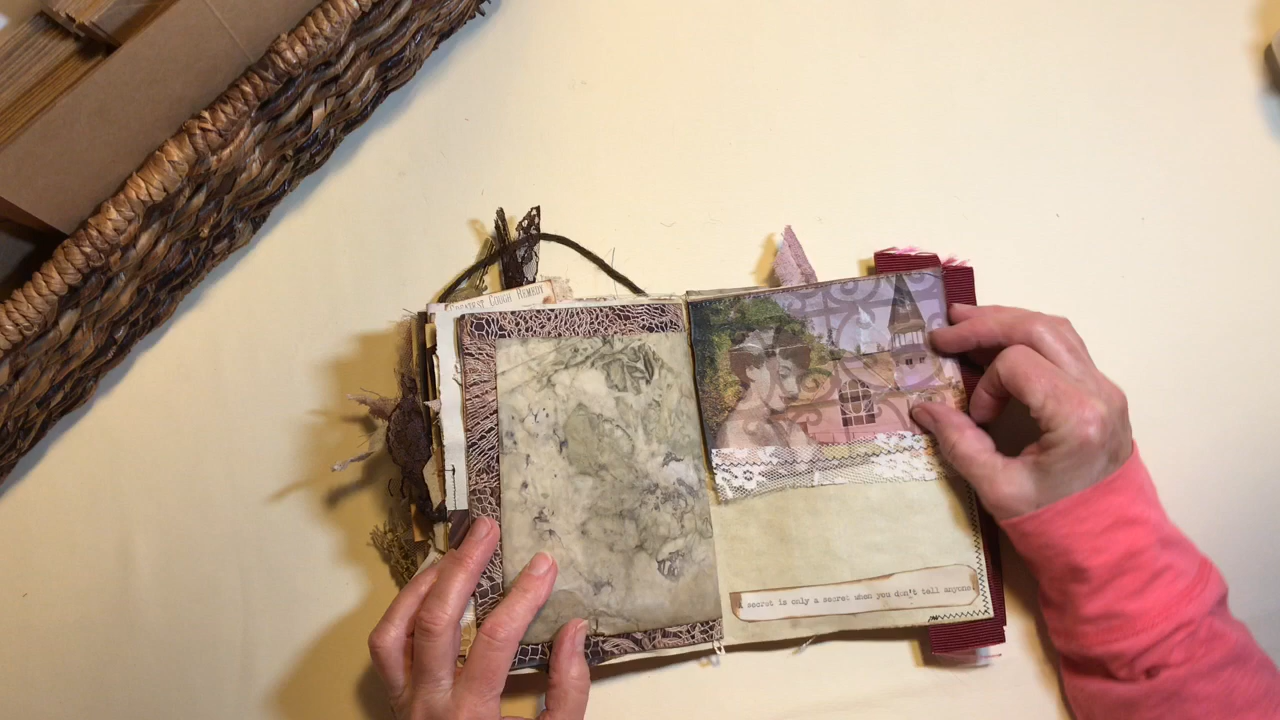 GREATEST COUGH REMEDY
A secret is only a secret when you don't tell anyone